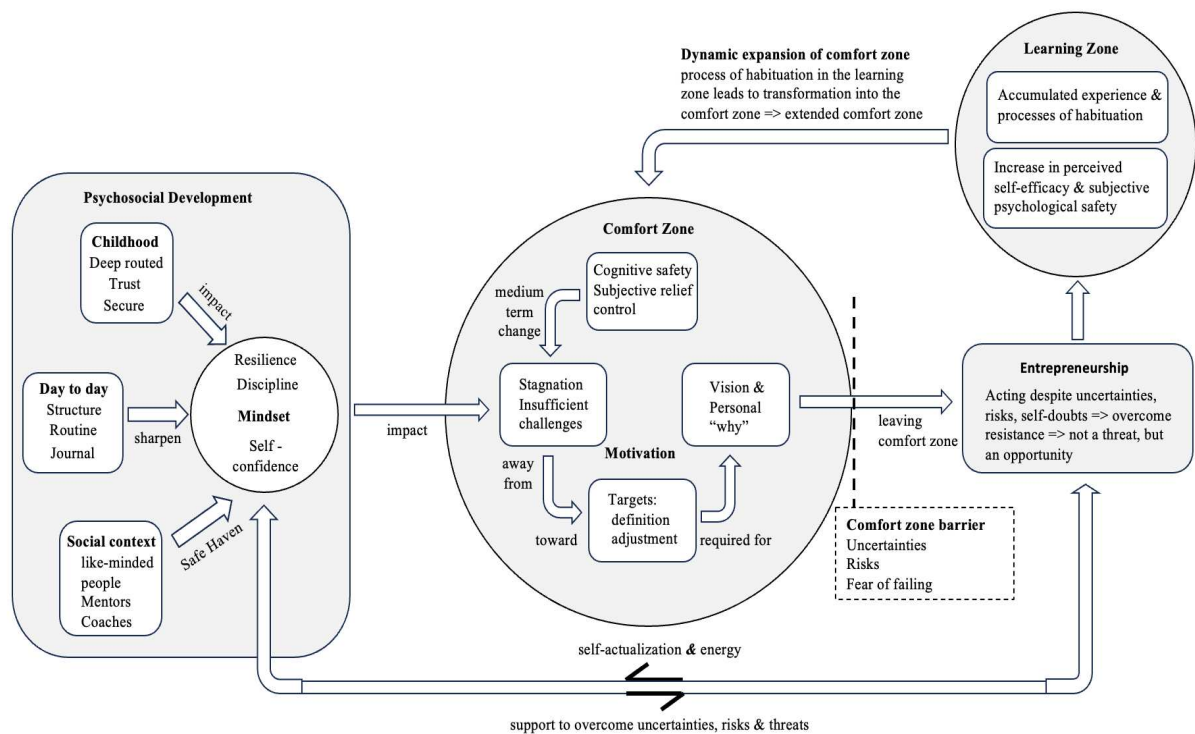 Dynamic expansion of comfort zone
process of habituation in the learning
zone leads to transformation into the
comfort zone => extended comfort zone
Learning Zone
Accumulated experience &
processes of habituation
Increase in perceived
self-efficacy & subjective
psychological safety
Psychosocial Development
Childhood
Deep routed
Trust
Secure
impact
Day to day
Structure
Routine
Journal
sharpen
Resilience
Discipline
Mindset
Self -
confidence
Social context
like-minded
people
Mentors
Coaches
Safe Haven
impact
Comfort Zone
Cognitive safety
Subjective relief
control
medium
term
change
Stagnation
Insufficient
challenges
Vision &
Personal
“why”
Motivation
away
from
toward
Targets:
definition
adjustment
required for
leaving
comfort zone
Entrepreneurship
Acting despite uncertainties,
risks, self-doubts => overcome
resistance => not a threat, but
an opportunity
Comfort zone barrier
Uncertainties
Risks
Fear of failing
self-actualization & energy
support to overcome uncertainties, risks & threats